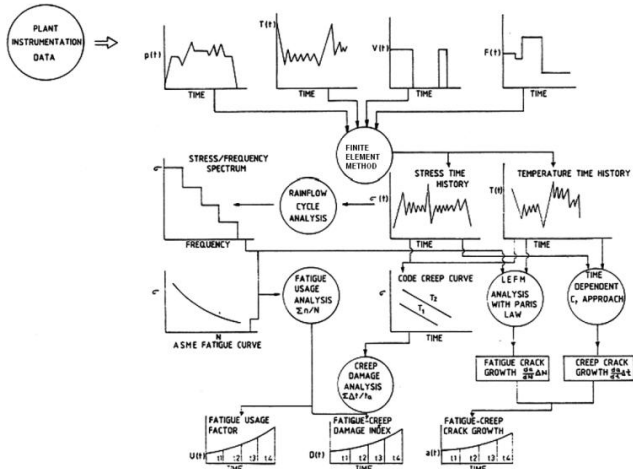 PLANT
INSTRUMENTATION
DATA
p(t)
TIME
T(t)
TIME
V(t)
TIME
F(t)
TIME
FINITE
ELEMENT
METHOD
STRESS/FREQUENCY
SPECTRUM
σ
FREQUENCY
RAINFLOW
CYCLE
ANALYSIS
STRESS TIME
HISTORY
σ(t)
TIME
TEMPERATURE TIME HISTORY
T(t)
TIME
σ
N
ASME FATIGUE CURVE
FATIGUE
USAGE
ANALYSIS
Σn/N
CODE CREEP CURVE
σ
T₂
T₁
TIME
LEFM
ANALYSIS
WITH PARIS
LAW
TIME
DEPENDENT
Cₜ APPROACH
CREEP
DAMAGE
ANALYSIS
FATIGUE CRACK
GROWTH da/dN ΔN
CREEP CRACK
GROWTH da/dt Δt
FATIGUE USAGE
FACTOR
U(t)
t1 t2 t3 t4
TIME
FATIGUE-CREEP
DAMAGE INDEX
D(t)
t1 t2 t3 t4
TIME
FATIGUE-CREEP
CRACK GROWTH
a(t)
t1 t2 t3 t4
TIME